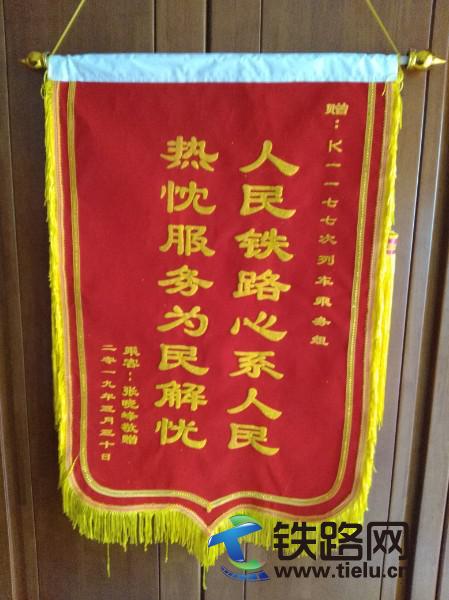 赠：K一一七七次列车乘务组
人民铁路心系人民
热忱服务为民解忧
乘客：张晓峰敬赠
二零一九年三月三十日
铁路网
www.tielu.cn